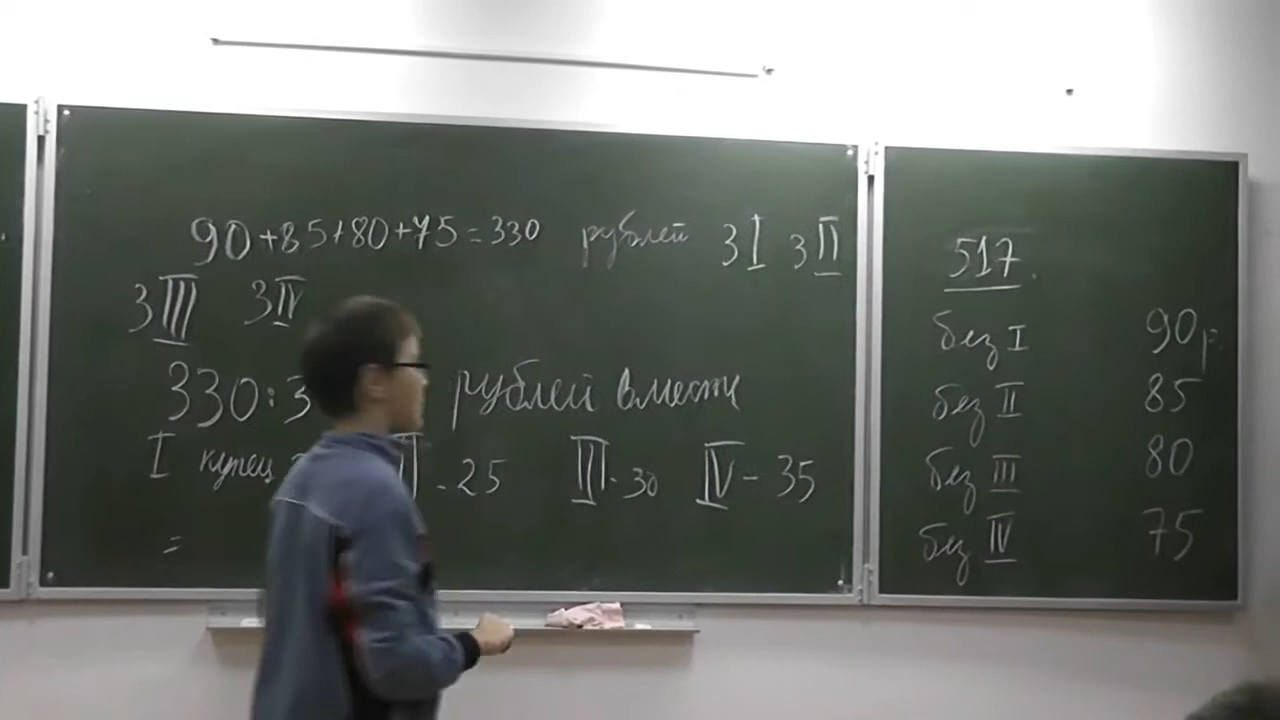 90+85+80+75=330 рублей 3I 3II
3III 3IV
330:3 рублей вместе
I купец II - 25 III - 30 IV - 35
=
517.
без I 90р.
без II 85
без III 80
без IV 75